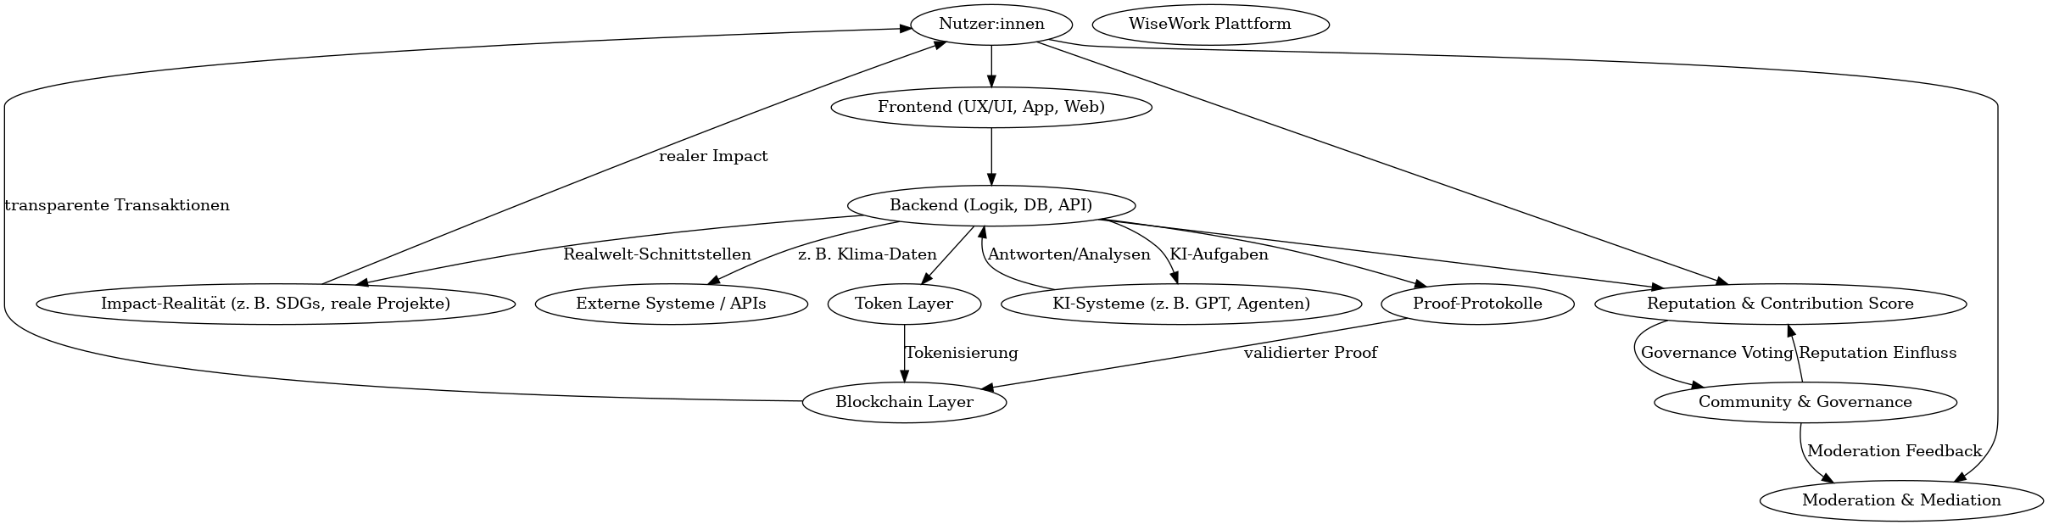 Nutzer:innen
WiseWork Plattform
Frontend (UX/UI, App, Web)
realer Impact
transparente Transaktionen
Backend (Logik, DB, API)
Realwelt-Schnittstellen
z. B. Klima-Daten
Antworten/Analysen
KI-Aufgaben
Impact-Realität (z. B. SDGs, reale Projekte)
Externe Systeme / APIs
Token Layer
KI-Systeme (z. B. GPT, Agenten)
Proof-Protokolle
Reputation & Contribution Score
Tokenisierung
validierter Proof
Governance Voting
Reputation Einfluss
Blockchain Layer
Community & Governance
Moderation Feedback
Moderation & Mediation